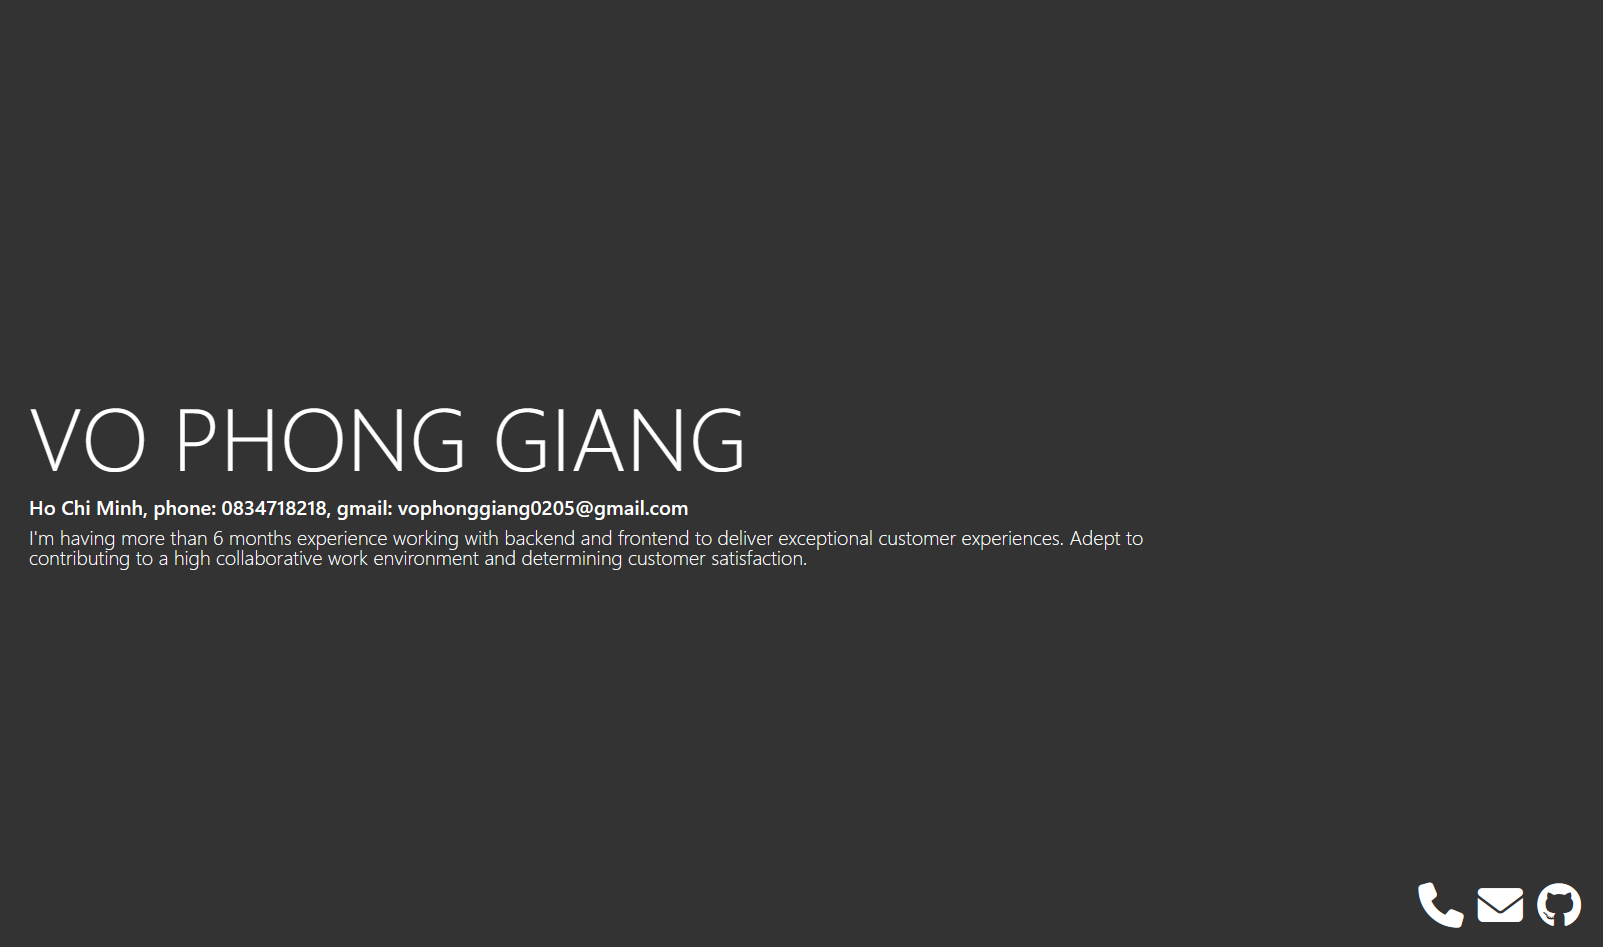 VO PHONG GIANG
Ho Chi Minh, phone: 0834718218, gmail: vophonggiang0205@gmail.com
I'm having more than 6 months experience working with backend and frontend to deliver exceptional customer experiences. Adept to
contributing to a high collaborative work environment and determining customer satisfaction.